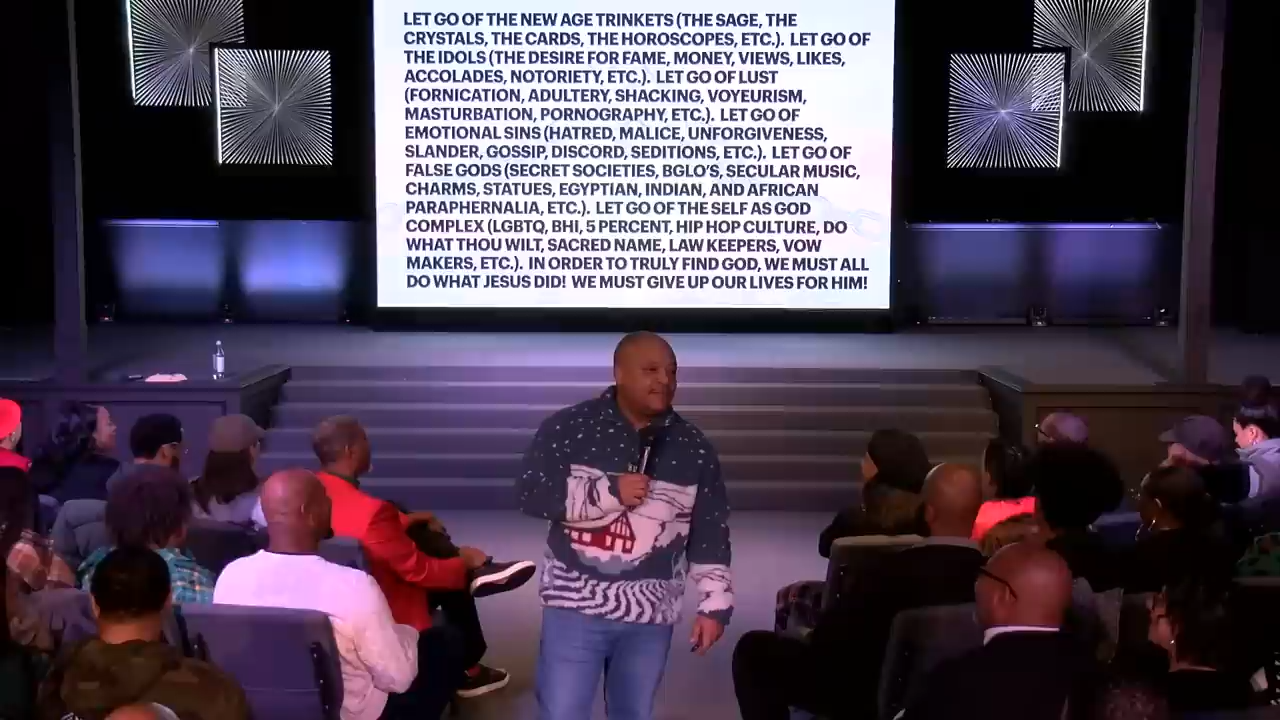 LET GO OF THE NEW AGE TRINKETS (THE SAGE, THE
CRYSTALS, THE CARDS, THE HOROSCOPES, ETC.). LET GO OF
THE IDOLS (THE DESIRE FOR FAME, MONEY, VIEWS, LIKES,
ACCOLADES, NOTORIETY, ETC.). LET GO OF LUST
(FORNICATION, ADULTERY, SHACKING, VOYEURISM,
MASTURBATION, PORNOGRAPHY, ETC.). LET GO OF
EMOTIONAL SINS (HATRED, MALICE, UNFORGIVENESS,
SLANDER, GOSSIP, DISCORD, SEDITIONS, ETC.). LET GO OF
FALSE GODS (SECRET SOCIETIES, BGLO'S, SECULAR MUSIC,
CHARMS, STATUES, EGYPTIAN, INDIAN, AND AFRICAN
PARAPHERNALIA, ETC.). LET GO OF THE SELF AS GOD
COMPLEX (LGBTQ, BHI, 5 PERCENT, HIP HOP CULTURE, DO
WHAT THOU WILT, SACRED NAME, LAW KEEPERS, VOW
MAKERS, ETC.). IN ORDER TO TRULY FIND GOD, WE MUST ALL
DO WHAT JESUS DID! WE MUST GIVE UP OUR LIVES FOR HIM!